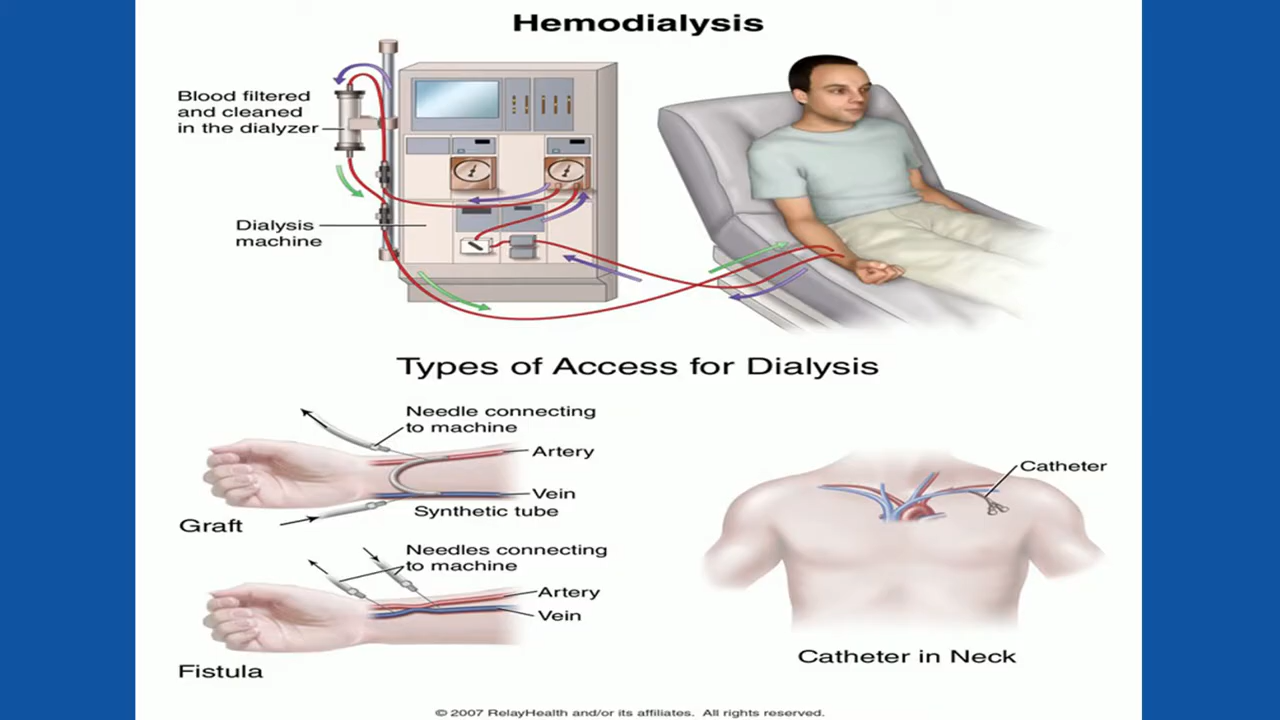 Hemodialysis
Blood filtered
and cleaned
in the dialyzer
Dialysis
machine
Types of Access for Dialysis
Needle connecting
to machine
Artery
Vein
Synthetic tube
Graft
Needles connecting
to machine
Artery
Vein
Fistula
Catheter
Catheter in Neck
© 2007 RelayHealth and/or its affiliates. All rights reserved.